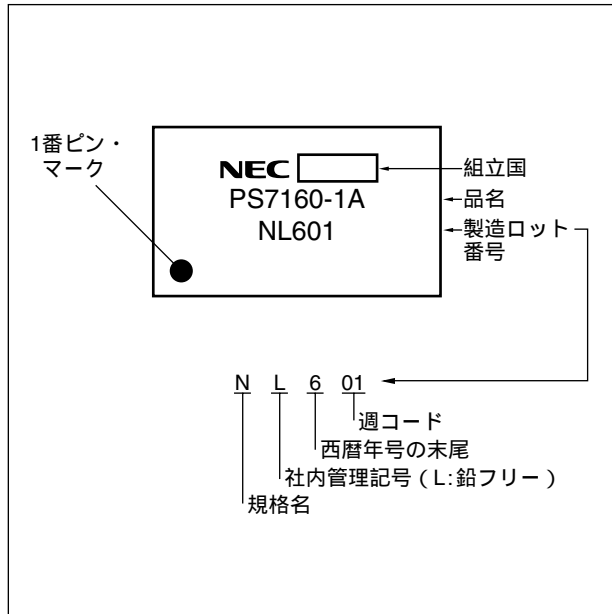 1番ピン・
マーク
NEC
組立国
PS7160-1A
品名
NL601
製造ロット
番号
N L 6 01
週コード
西暦年号の末尾
社内管理記号（L:鉛フリー）
規格名